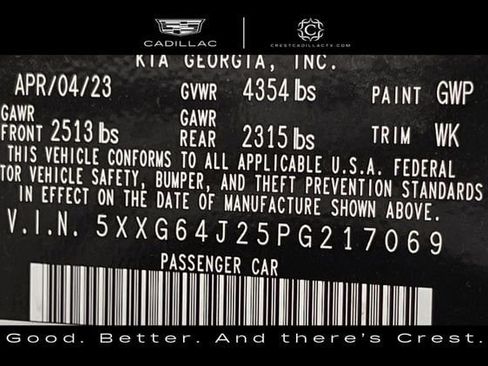 CADILLAC
CRESTCADILLACTX.COM
KIA GEORGIA, INC.
APR/04/23 GVWR 4354 lbs PAINT GWP
GAWR GAWR
FRONT 2513 lbs REAR 2315 lbs TRIM WK
THIS VEHICLE CONFORMS TO ALL APPLICABLE U.S.A. FEDERAL
TOR VEHICLE SAFETY, BUMPER, AND THEFT PREVENTION STANDARDS
IN EFFECT ON THE DATE OF MANUFACTURE SHOWN ABOVE.
V.I.N. 5XXG64J25PG217069
PASSENGER CAR
Good. Better. And there's Crest.